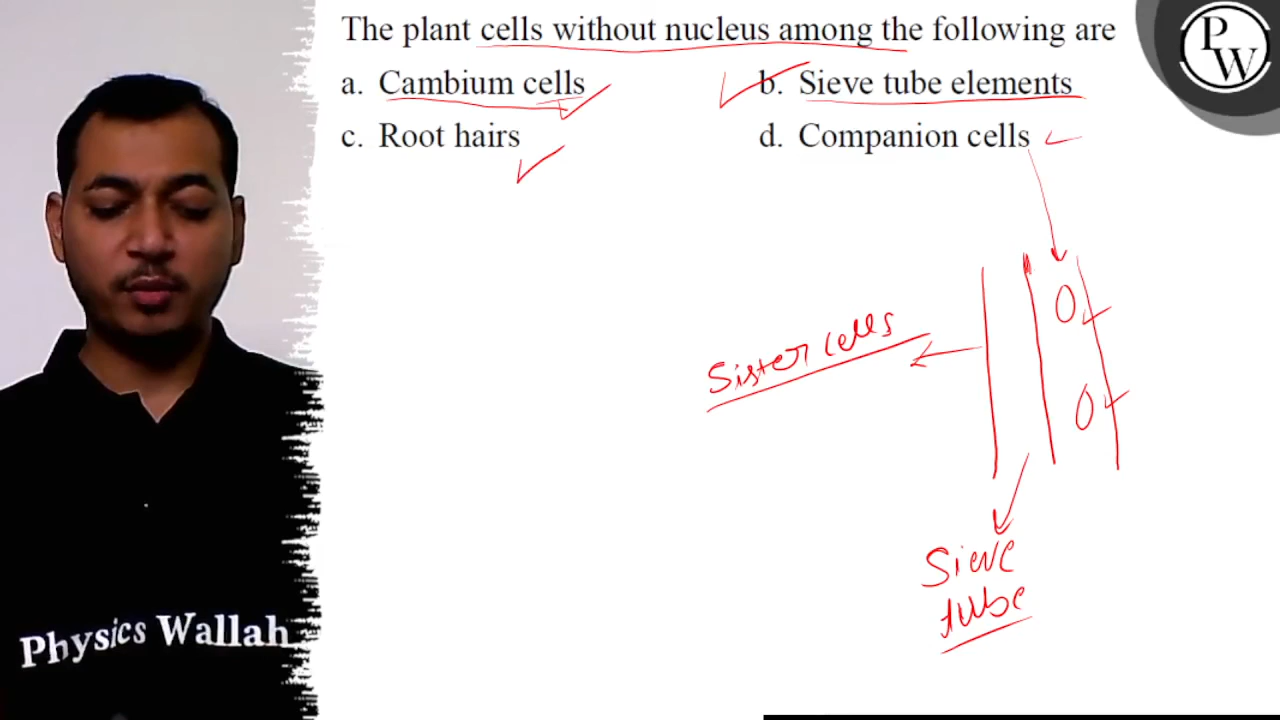 The plant cells without nucleus among the following are
a. Cambium cells
b. Sieve tube elements
c. Root hairs
d. Companion cells
Sister cells
Sieve
tube
Physics Wallah
P
W